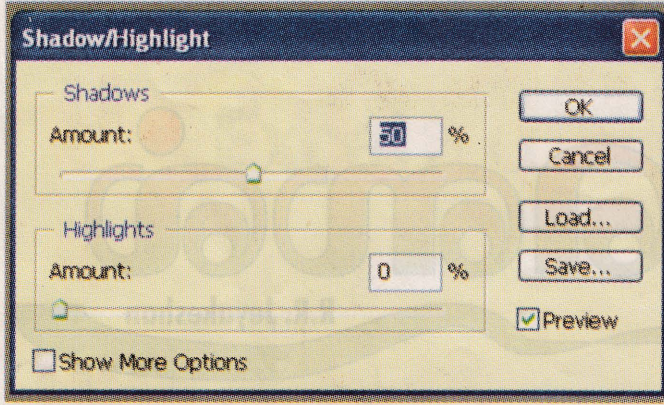 Shadow/Highlight
Shadows
Amount: 50 %
Highlights
Amount: 0 %
Show More Options
OK
Cancel
Load...
Save...
Preview